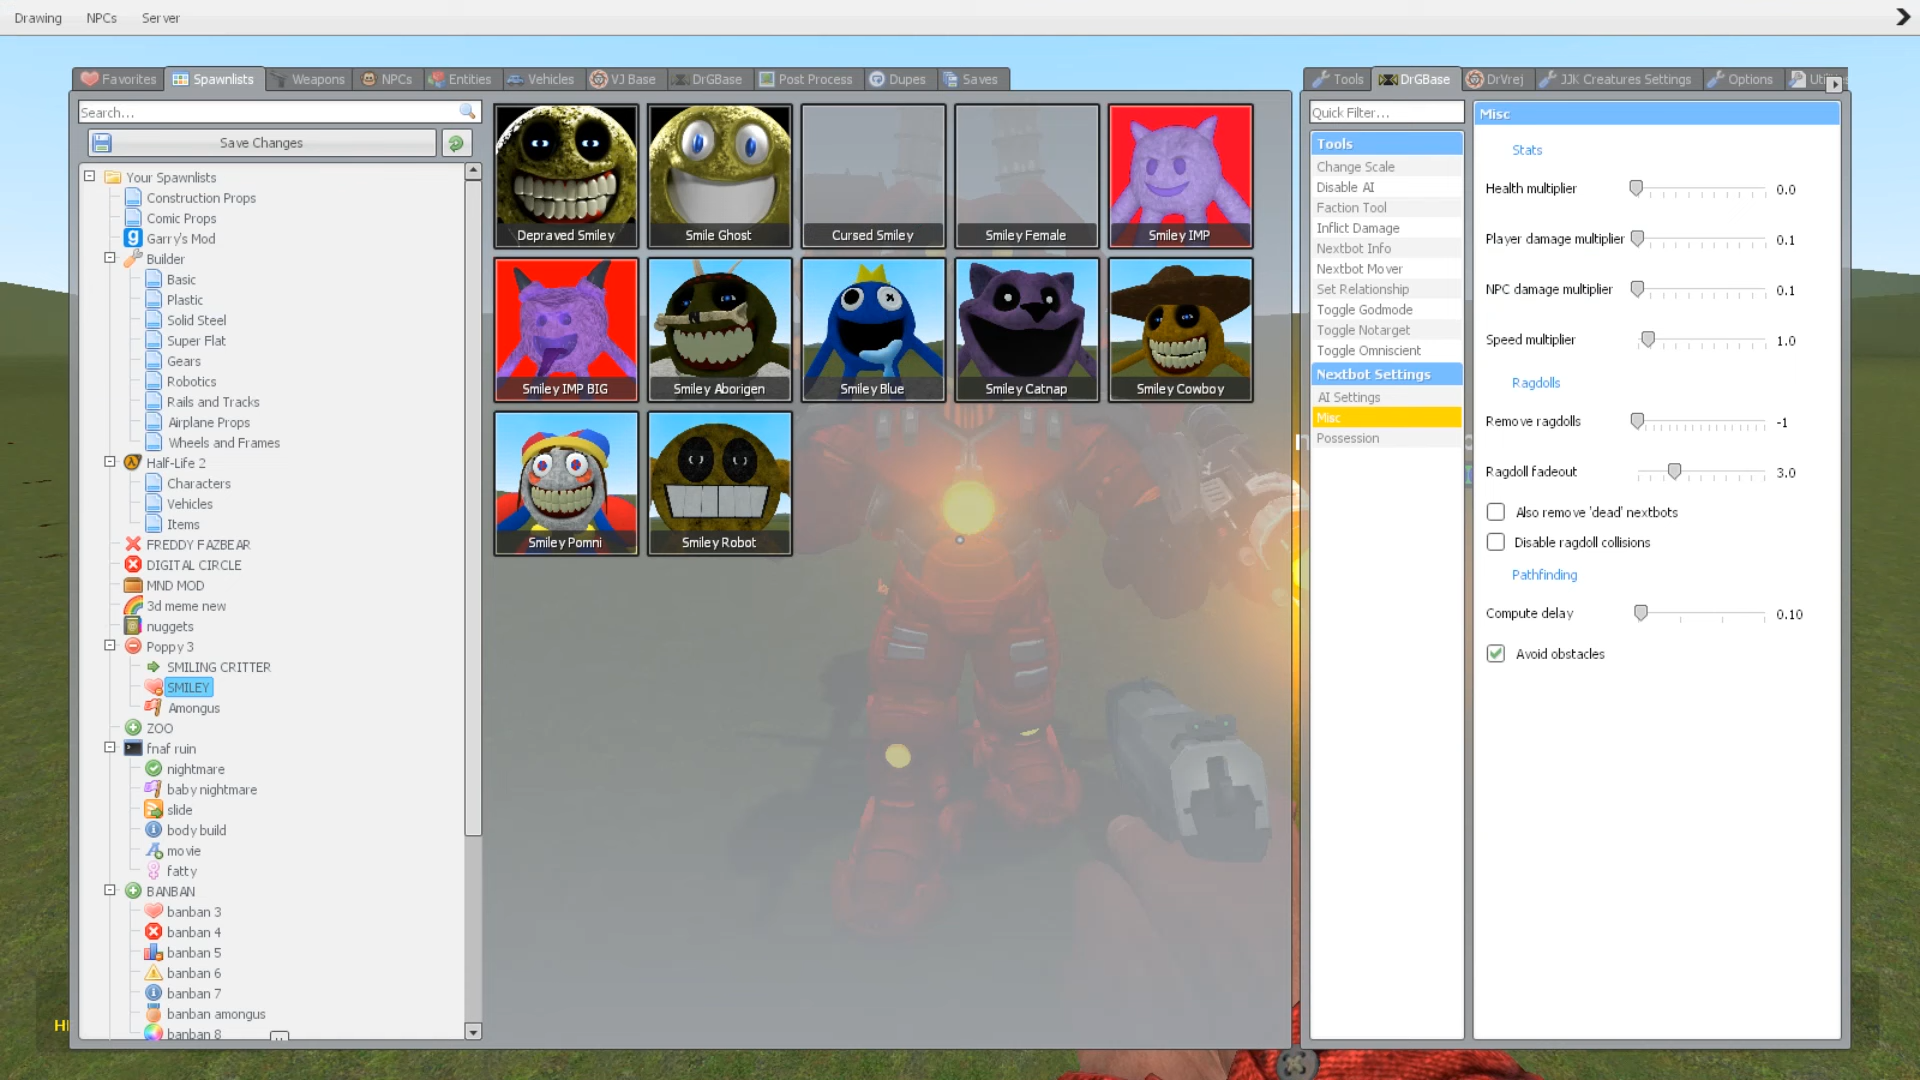 Drawing NPCs Server
Favorites Spawnlists Weapons NPCs Entities Vehicles VJ Base DrGBase Post Process Dupes Saves
Search...
Save Changes
Your Spawnlists
Construction Props
Comic Props
Garry's Mod
Builder
Basic
Plastic
Solid Steel
Super Flat
Gears
Robotics
Rails and Tracks
Airplane Props
Wheels and Frames
Half-Life 2
Characters
Vehicles
Items
FREDDY FAZBEAR
DIGITAL CIRCLE
MND MOD
3d meme new
nuggets
Poppy 3
SMILING CRITTER
SMILEY
Amongus
ZOO
fnaf ruin
nightmare
baby nightmare
slide
body build
movie
fatty
BANBAN
banban 3
banban 4
banban 5
banban 6
banban 7
banban amongus
banban 8
Depraved Smiley
Smile Ghost
Cursed Smiley
Smiley Female
Smiley IMP
Smiley IMP BIG
Smiley Aborigen
Smiley Blue
Smiley Catnap
Smiley Cowboy
Smiley Pomni
Smiley Robot
Tools DrGBase DrVrej JJK Creatures Settings Options
Quick Filter...
Tools
Change Scale
Disable AI
Faction Tool
Inflict Damage
Nextbot Info
Nextbot Mover
Set Relationship
Toggle Godmode
Toggle Notarget
Toggle Omniscient
Nextbot Settings
AI Settings
Misc
Possession
Misc
Stats
Health multiplier 0.0
Player damage multiplier 0.1
NPC damage multiplier 0.1
Speed multiplier 1.0
Ragdolls
Remove ragdolls -1
Ragdoll fadeout 3.0
Also remove 'dead' nextbots
Disable ragdoll collisions
Pathfinding
Compute delay 0.10
Avoid obstacles